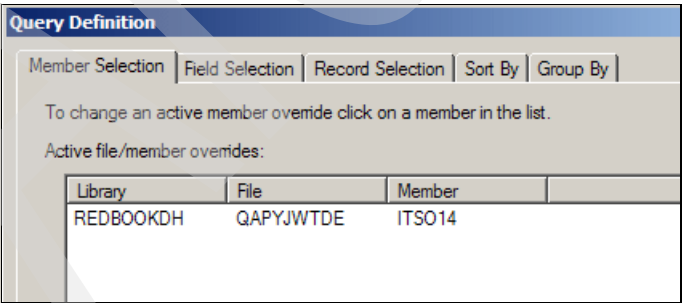 Query Definition
Member Selection Field Selection Record Selection Sort By Group By
To change an active member override click on a member in the list.
Active file/member overrides:
Library File Member
REDBOOKDH QAPYJWTDE ITSO14